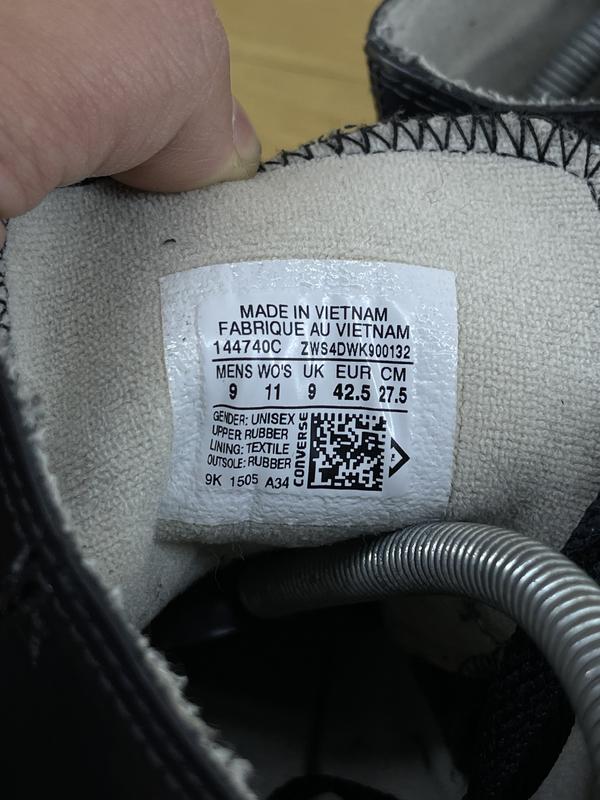 MADE IN VIETNAM
FABRIQUE AU VIETNAM
144740C ZWS4DWK900132
MENS WO'S UK EUR CM
9 11 9 42.5 27.5
GENDER: UNISEX
UPPER RUBBER
LINING: TEXTILE
OUTSOLE: RUBBER
9K 1505 A34
CONVERSE